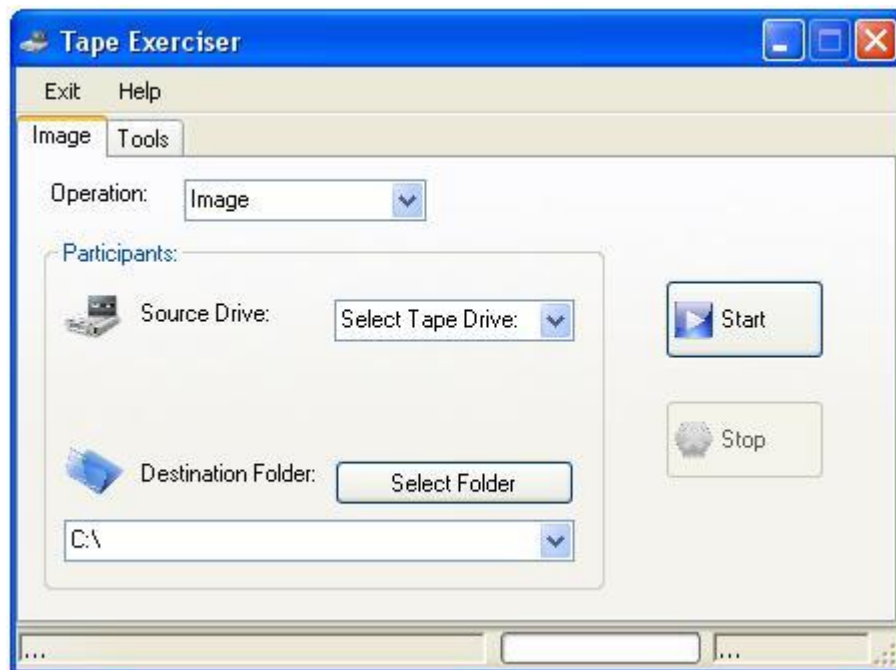 Tape Exerciser
Exit Help
Image Tools
Operation: Image
Participants:
Source Drive: Select Tape Drive:
Start
Stop
Destination Folder: Select Folder
C:\
... ...